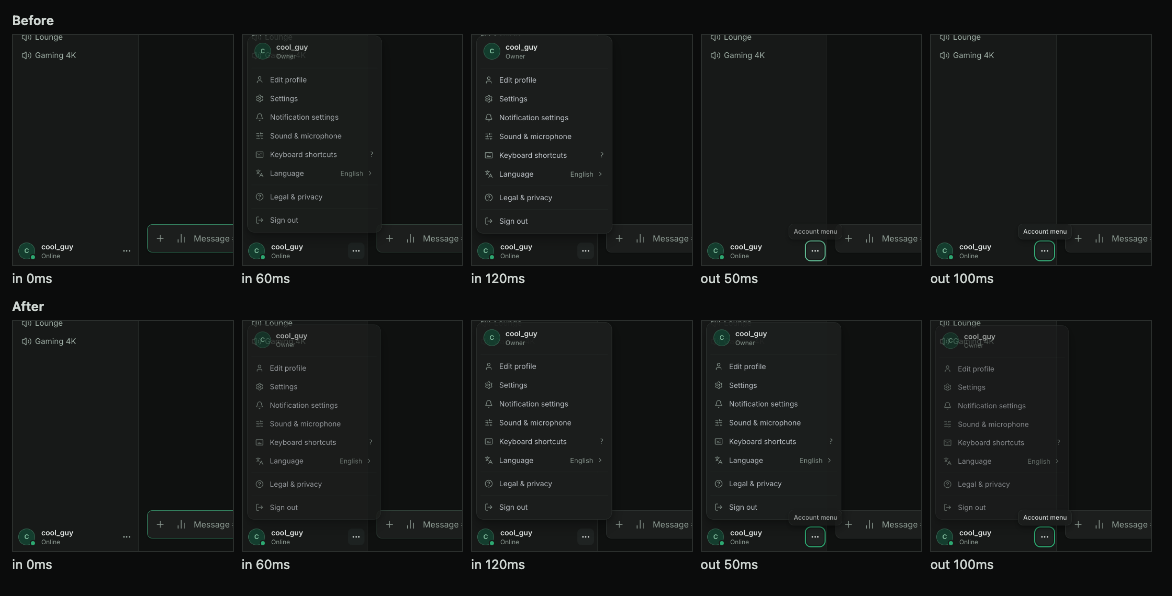 Before
Lounge
Gaming 4K
cool_guy
Online
Message
in 0ms
Lounge
C
cool_guy
Owner
Edit profile
Settings
Notification settings
Sound & microphone
Keyboard shortcuts ?
Language English
Legal & privacy
Sign out
C
cool_guy
Online
Message
in 60ms
C
cool_guy
Owner
Edit profile
Settings
Notification settings
Sound & microphone
Keyboard shortcuts ?
Language English
Legal & privacy
Sign out
C
cool_guy
Online
Message
in 120ms
Lounge
Gaming 4K
Account menu
C
cool_guy
Online
Message
out 50ms
Lounge
Gaming 4K
Account menu
C
cool_guy
Online
Message
out 100ms
After
Lounge
Gaming 4K
C
cool_guy
Online
Message
in 0ms
Lounge
C
cool_guy
Owner
Edit profile
Settings
Notification settings
Sound & microphone
Keyboard shortcuts ?
Language English
Legal & privacy
Sign out
C
cool_guy
Online
Message
in 60ms
C
cool_guy
Owner
Edit profile
Settings
Notification settings
Sound & microphone
Keyboard shortcuts ?
Language English
Legal & privacy
Sign out
C
cool_guy
Online
Message
in 120ms
C
cool_guy
Owner
Edit profile
Settings
Notification settings
Sound & microphone
Keyboard shortcuts ?
Language English
Legal & privacy
Sign out
Account menu
C
cool_guy
Online
Message
out 50ms
Lounge
Gaming 4K
C
cool_guy
Owner
Edit profile
Settings
Notification settings
Sound & microphone
Keyboard shortcuts ?
Language English
Legal & privacy
Sign out
Account menu
C
cool_guy
Online
Message
out 100ms